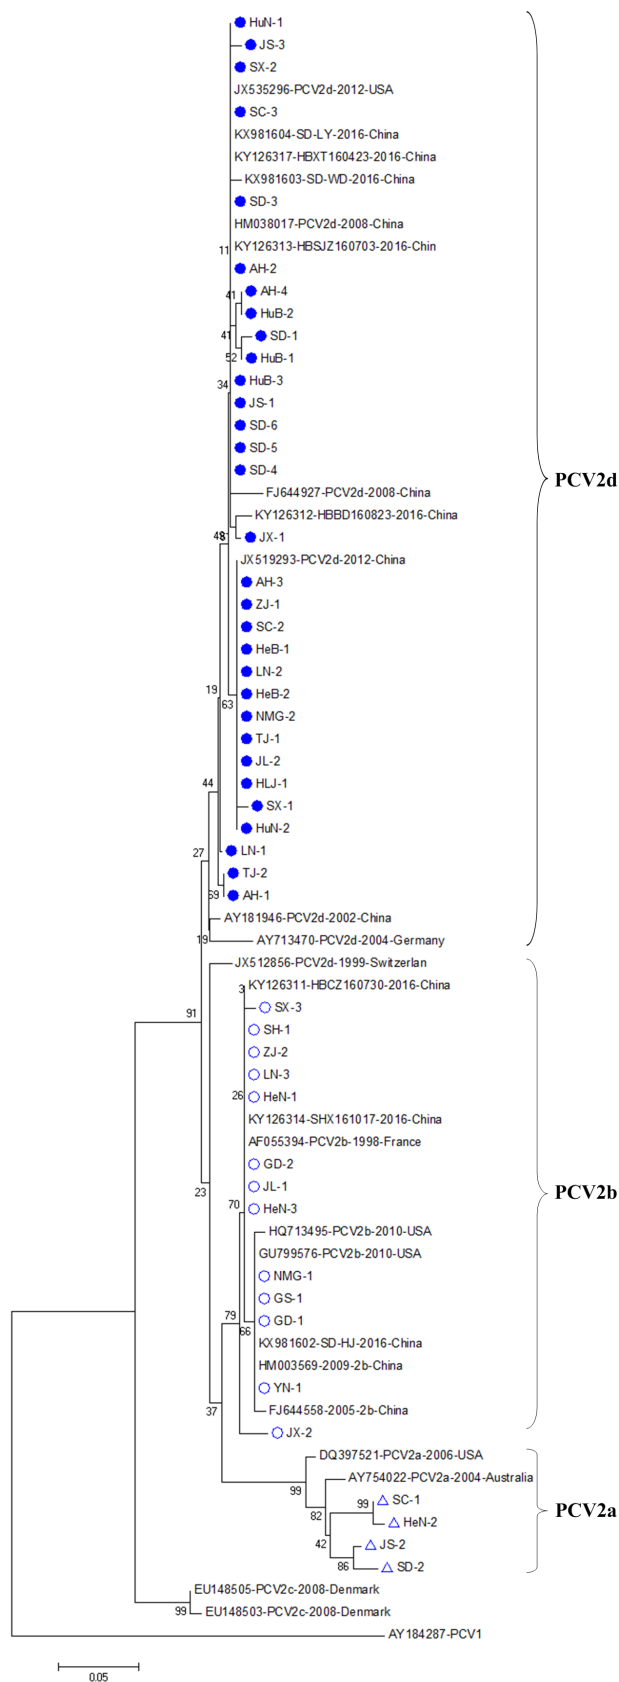 HuN-1
JS-3
SX-2
JX535296-PCV2d-2012-USA
SC-3
KX981604-SD-LY-2016-China
KY126317-HBXT160423-2016-China
KX981603-SD-WD-2016-China
SD-3
HM038017-PCV2d-2008-China
11
KY126313-HBSJZ160703-2016-Chin
AH-2
41
AH-4
HuB-2
41
SD-1
52
HuB-1
34
HuB-3
JS-1
SD-6
SD-5
SD-4
PCV2d
FJ644927-PCV2d-2008-China
KY126312-HBBD160823-2016-China
JX-1
JX519293-PCV2d-2012-China
AH-3
ZJ-1
SC-2
HeB-1
LN-2
19
HeB-2
63
NMG-2
TJ-1
JL-2
44
HLJ-1
SX-1
HuN-2
27
LN-1
TJ-2
69
AH-1
AY181946-PCV2d-2002-China
19
AY713470-PCV2d-2004-Germany
JX512856-PCV2d-1999-Switzerlan
3
KY126311-HBCZ160730-2016-China
SX-3
91
SH-1
ZJ-2
LN-3
26
HeN-1
KY126314-SHX161017-2016-China
AF055394-PCV2b-1998-France
GD-2
23
JL-1
PCV2b
70
HeN-3
HQ713495-PCV2b-2010-USA
GU799576-PCV2b-2010-USA
NMG-1
GS-1
79
GD-1
66
KX981602-SD-HJ-2016-China
HM003569-2009-2b-China
YN-1
37
FJ644558-2005-2b-China
JX-2
DQ397521-PCV2a-2006-USA
99
AY754022-PCV2a-2004-Australia
99
SC-1
82
HeN-2
PCV2a
42
JS-2
86
SD-2
EU148505-PCV2c-2008-Denmark
99
EU148503-PCV2c-2008-Denmark
AY184287-PCV1
0.05